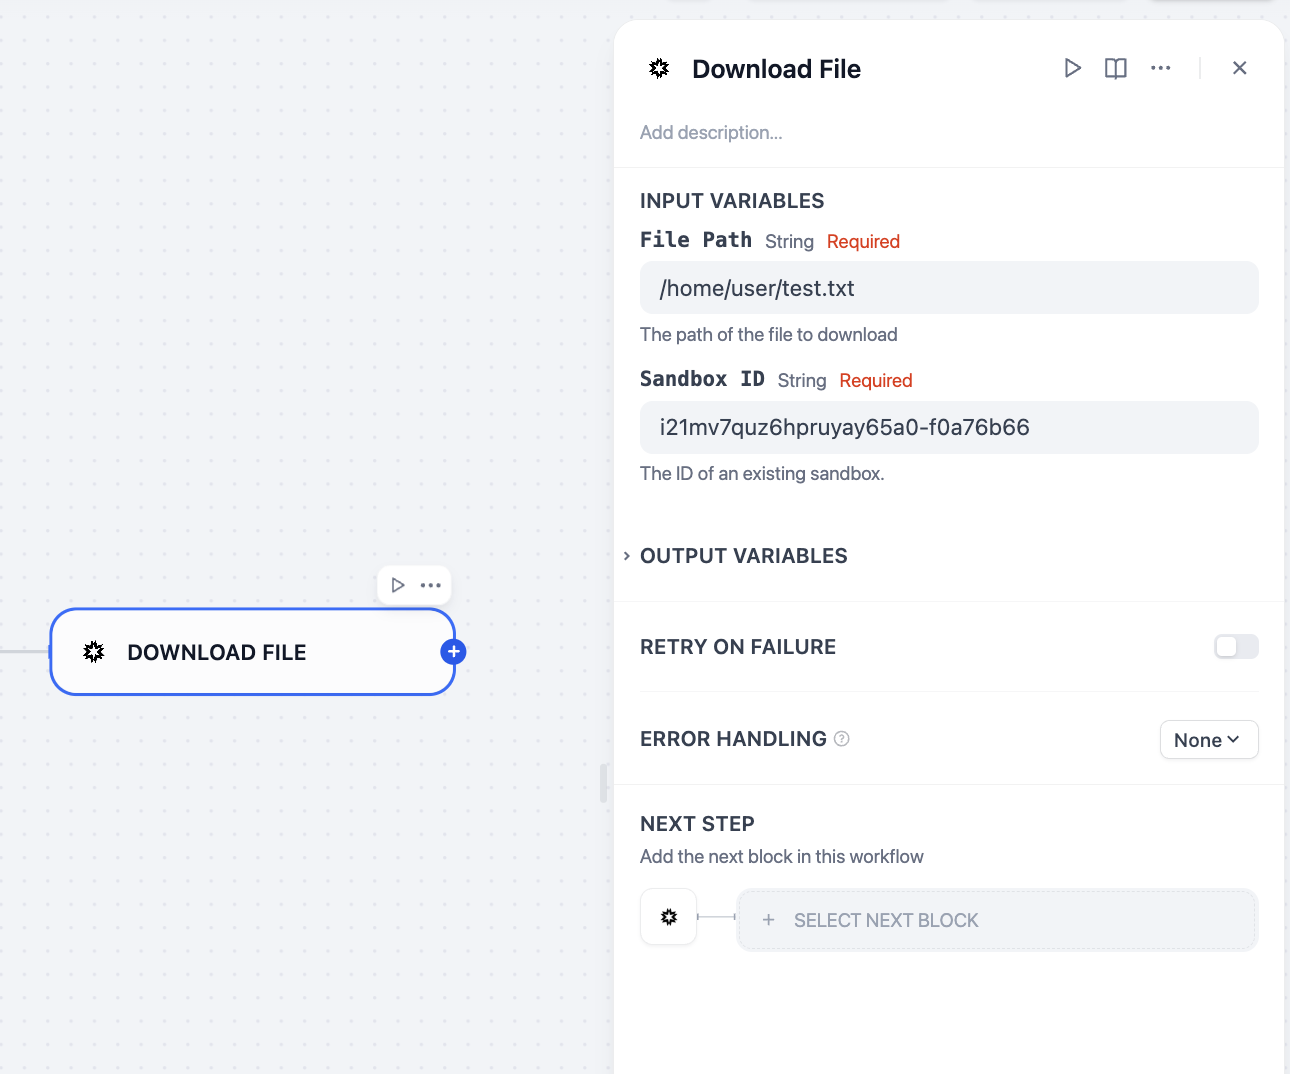 Download File
Add description...
INPUT VARIABLES
File Path String Required
/home/user/test.txt
The path of the file to download
Sandbox ID String Required
i21mv7quz6hpruyay65a0-f0a76b66
The ID of an existing sandbox.
OUTPUT VARIABLES
DOWNLOAD FILE
RETRY ON FAILURE
ERROR HANDLING
None
NEXT STEP
Add the next block in this workflow
+ SELECT NEXT BLOCK